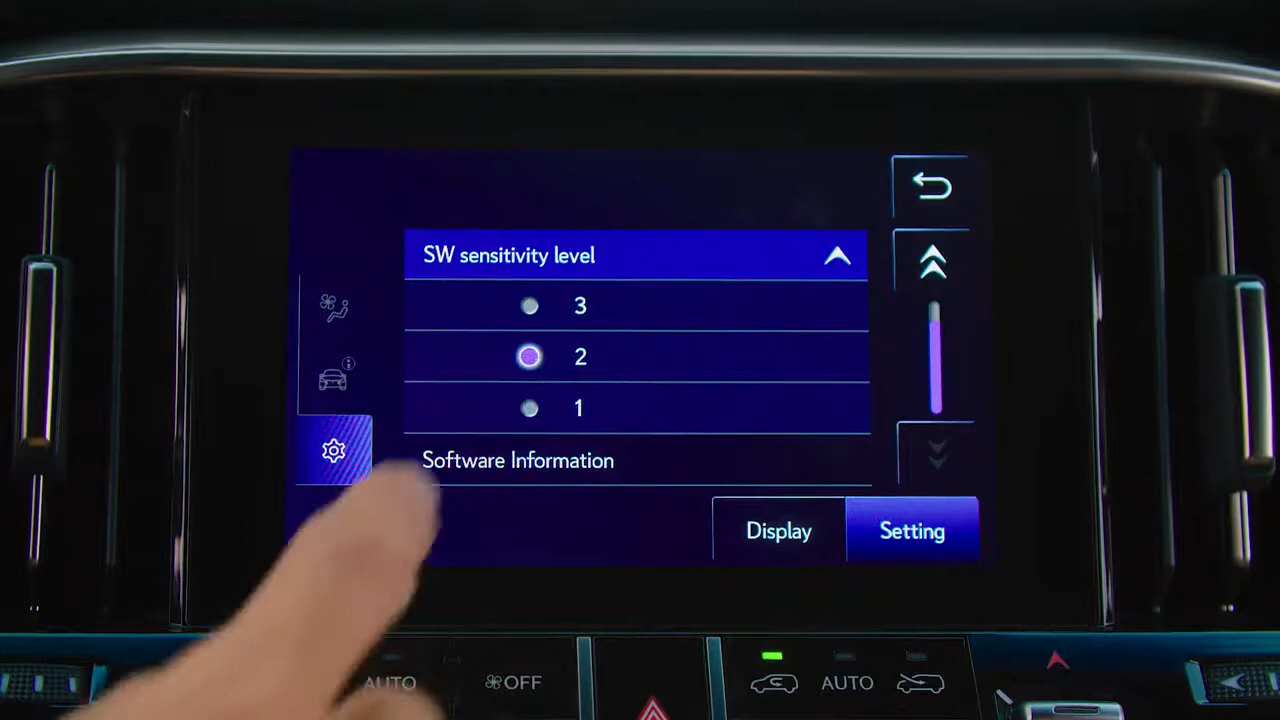 SW sensitivity level
3
2
1
Software Information
Display Setting
AUTO OFF AUTO